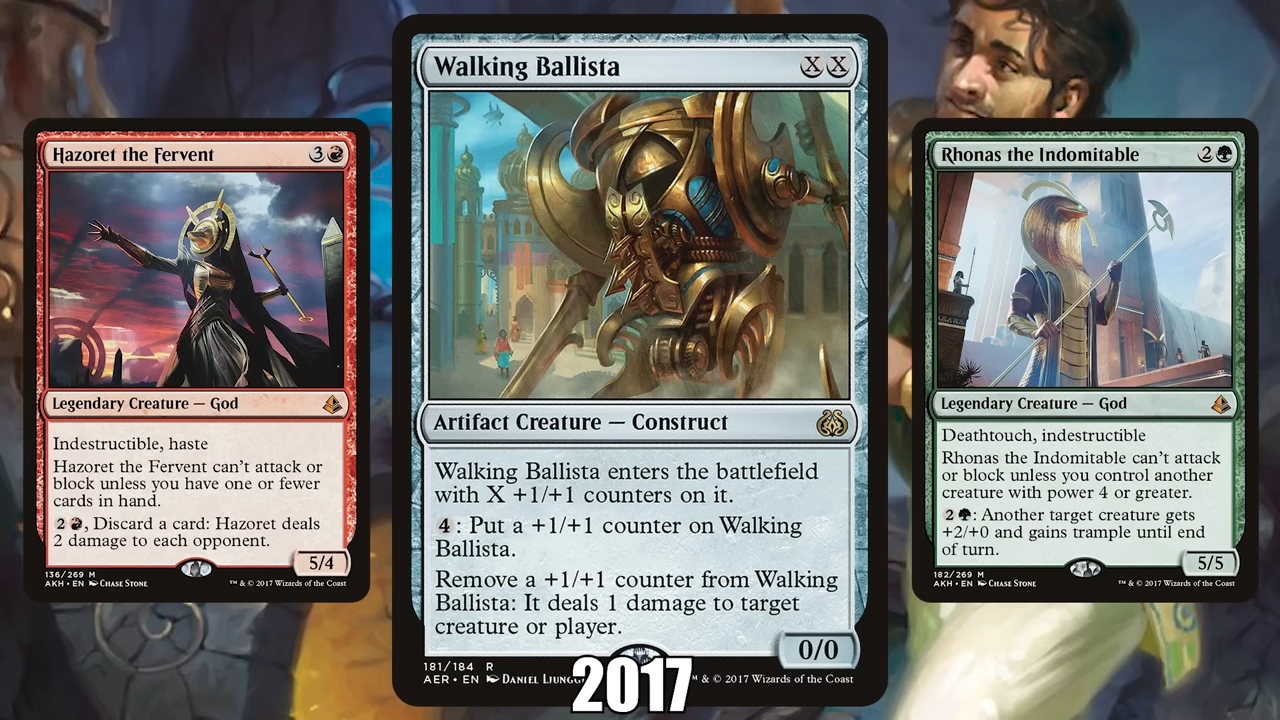 Hazoret the Fervent 3
Legendary Creature — God
Indestructible, haste
Hazoret the Fervent can't attack or
block unless you have one or fewer
cards in hand.
2 , Discard a card: Hazoret deals
2 damage to each opponent.
5/4
136/269 M
AKH • EN CHASE STONE
™ & © 2017 Wizards of the Coast
Walking Ballista X X
Artifact Creature — Construct
Walking Ballista enters the battlefield
with X +1/+1 counters on it.
4 : Put a +1/+1 counter on Walking
Ballista.
Remove a +1/+1 counter from Walking
Ballista: It deals 1 damage to target
creature or player.
0/0
181/184 R
AER • EN DANIEL
& © 2017 Wizards of the Coast
2017
Rhonas the Indomitable 2
Legendary Creature — God
Deathtouch, indestructible
Rhonas the Indomitable can't attack
or block unless you control another
creature with power 4 or greater.
2 : Another target creature gets
+2/+0 and gains trample until end
of turn.
5/5
182/269 M
AKH • EN CHASE STONE
™ & © 2017 Wizards of the Coast